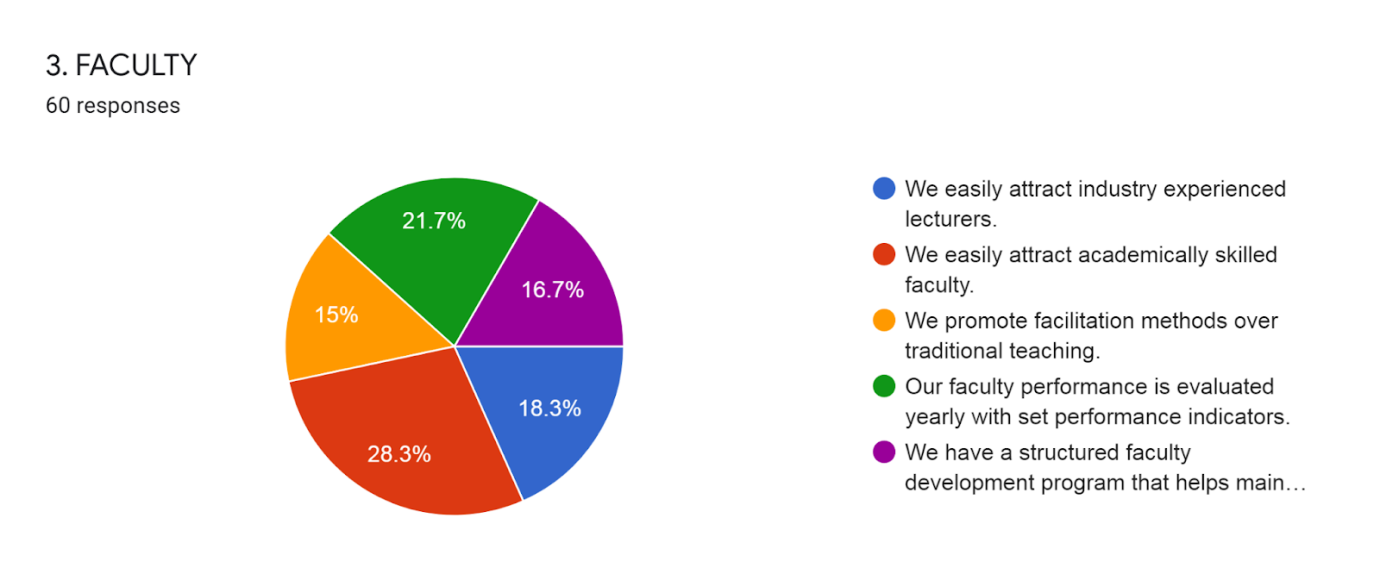 3. FACULTY
60 responses
21.7%
16.7%
15%
18.3%
28.3%
We easily attract industry experienced
lecturers.
We easily attract academically skilled
faculty.
We promote facilitation methods over
traditional teaching.
Our faculty performance is evaluated
yearly with set performance indicators.
We have a structured faculty
development program that helps main…